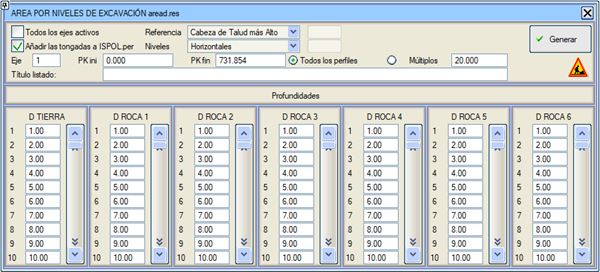 AREA POR NIVELES DE EXCAVACIÓN aread.res
Todos los ejes activos Referencia Cabeza de Talud más Alto
Generar
Añadir las tongadas a ISPOL.per Niveles Horizontales
Eje 1 PK ini 0.000 PK fin 731.854 Todos los perfiles Múltiplos 20.000
Título listado:
Profundidades
D TIERRA D ROCA 1 D ROCA 2 D ROCA 3 D ROCA 4 D ROCA 5 D ROCA 6
1 1.00 1 1.00 1 1.00 1 1.00 1 1.00 1 1.00 1 1.00
2 2.00 2 2.00 2 2.00 2 2.00 2 2.00 2 2.00 2 2.00
3 3.00 3 3.00 3 3.00 3 3.00 3 3.00 3 3.00 3 3.00
4 4.00 4 4.00 4 4.00 4 4.00 4 4.00 4 4.00 4 4.00
5 5.00 5 5.00 5 5.00 5 5.00 5 5.00 5 5.00 5 5.00
6 6.00 6 6.00 6 6.00 6 6.00 6 6.00 6 6.00 6 6.00
7 7.00 7 7.00 7 7.00 7 7.00 7 7.00 7 7.00 7 7.00
8 8.00 8 8.00 8 8.00 8 8.00 8 8.00 8 8.00 8 8.00
9 9.00 9 9.00 9 9.00 9 9.00 9 9.00 9 9.00 9 9.00
10 10.00 10 10.00 10 10.00 10 10.00 10 10.00 10 10.00 10 10.00